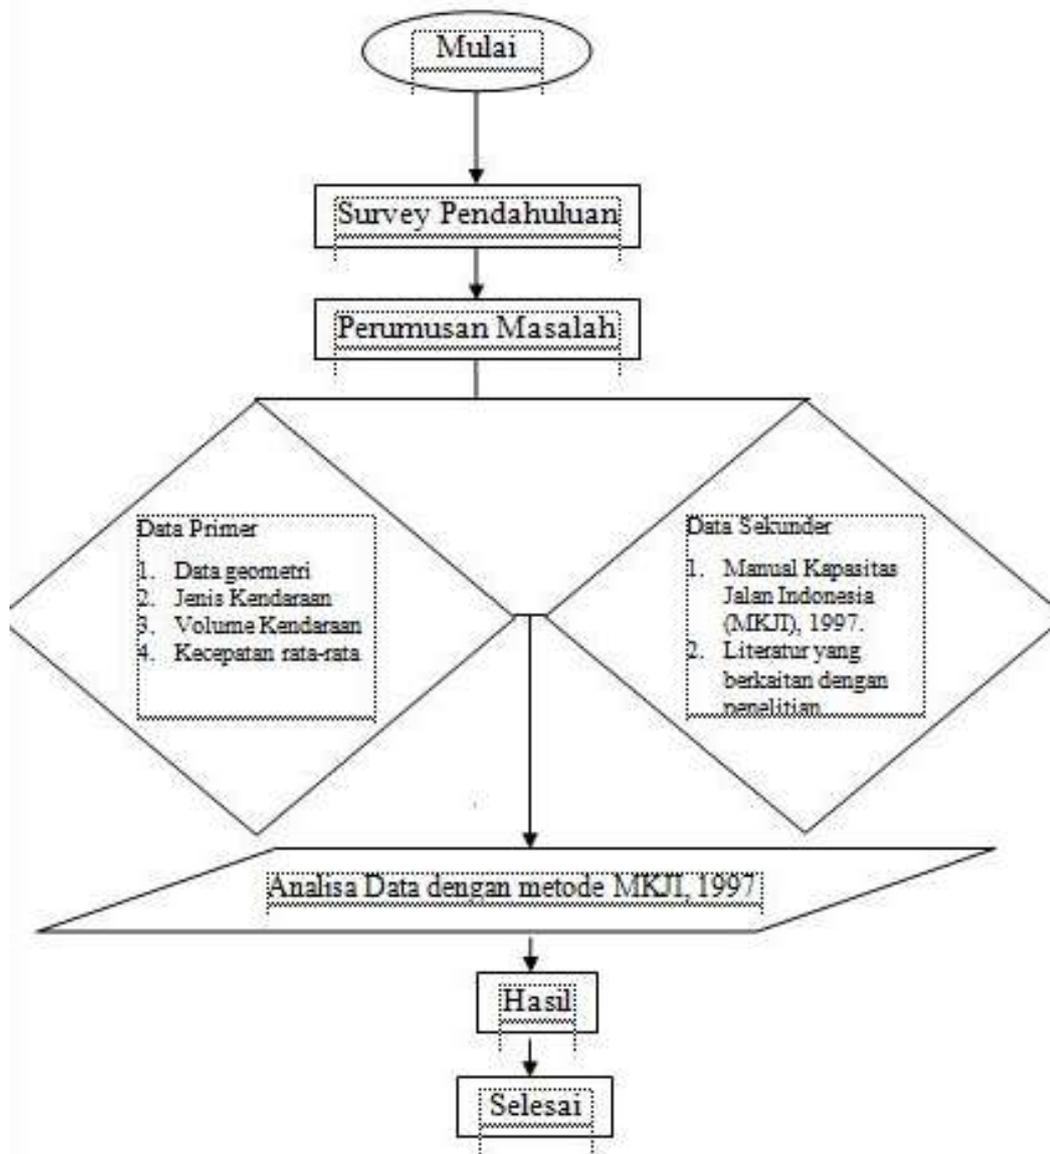 Mulai
Survey Pendahuluan
Perumusan Masalah
Data Primer
1. Data geometri
2. Jenis Kendaraan
3. Volume Kendaraan
4. Kecepatan rata-rata
Data Sekunder
1. Manual Kapasitas
Jalan Indonesia
(MKJI), 1997.
2. Literatur yang
berkaitan dengan
penelitian
Analisa Data dengan metode MKJI, 1997
Hasil
Selesai